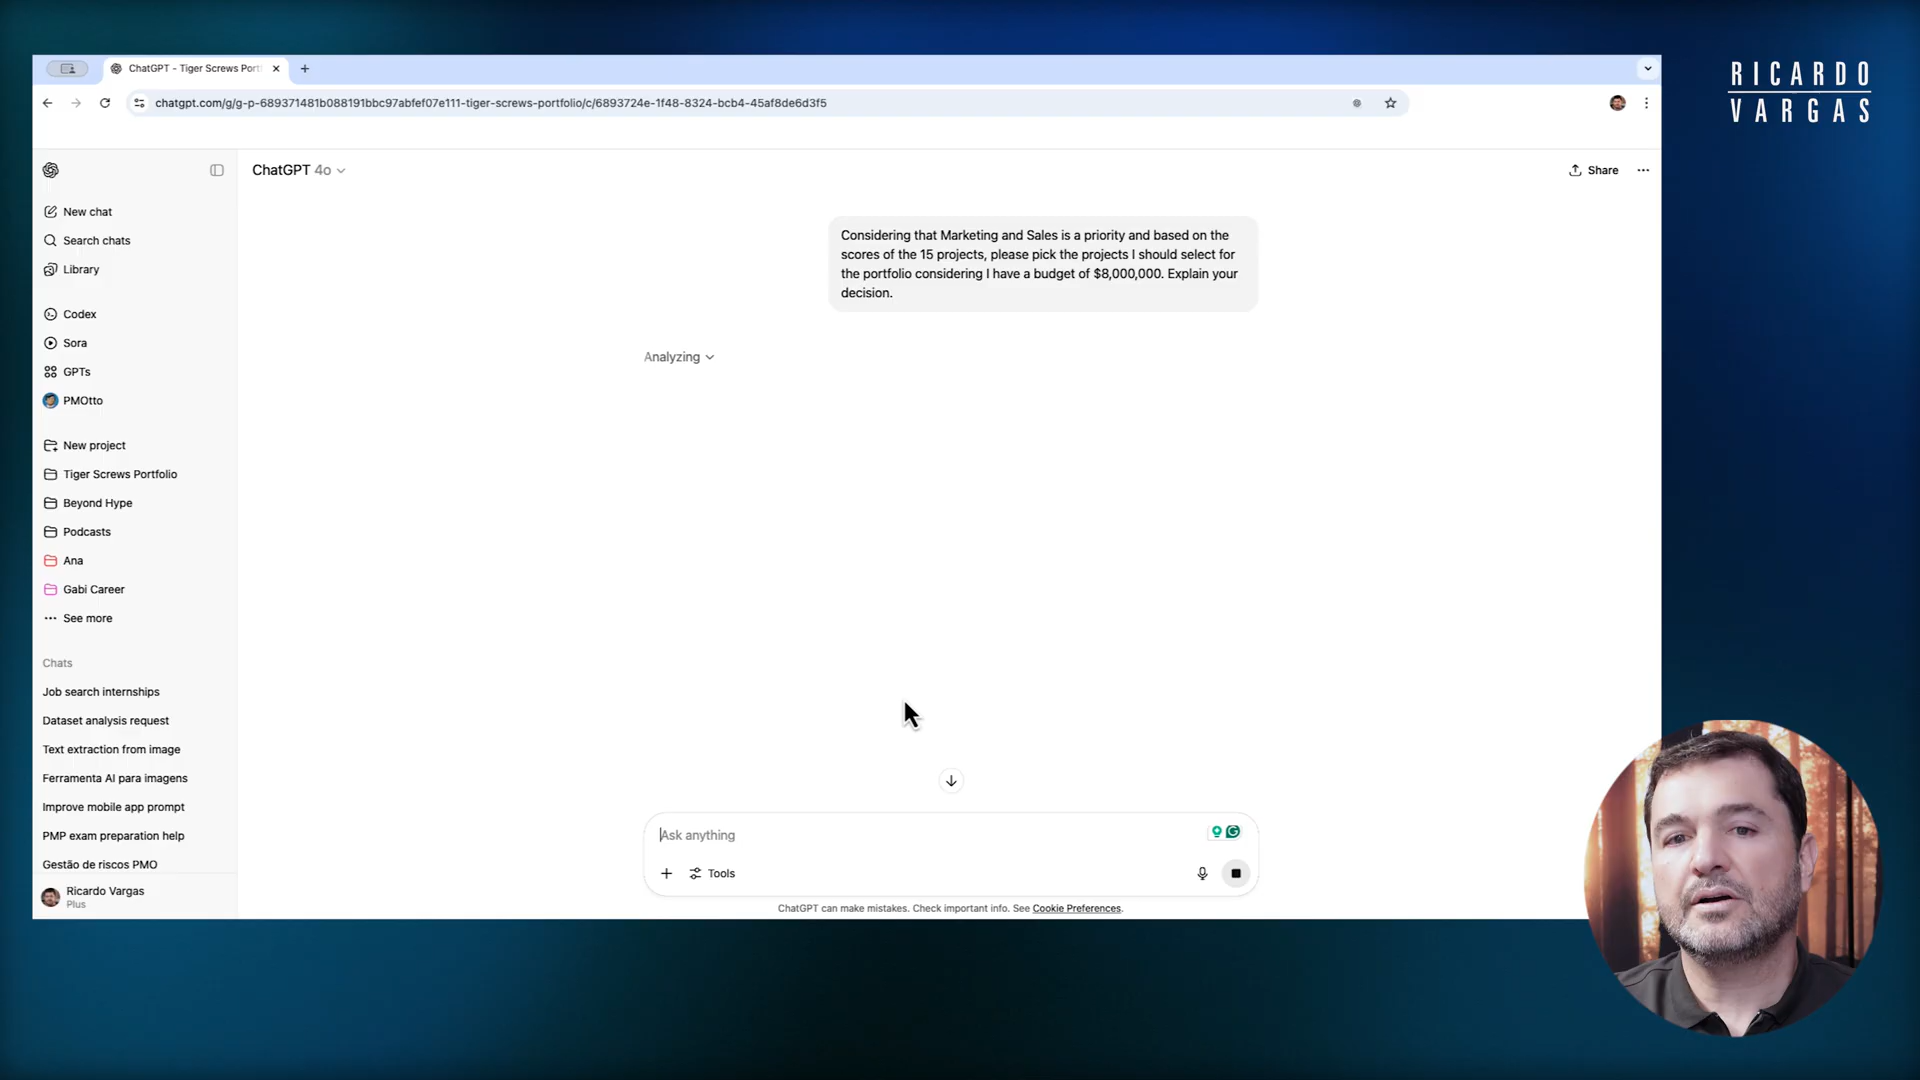 RICARDO
VARGAS
ChatGPT - Tiger Screws Port
chatgpt.com/g/g-p-689371481b088191bbc97abfef07e111-tiger-screws-portfolio/c/6893724e-1f48-8324-bcb4-45af8de6d3f5
ChatGPT 4o
Share
New chat
Search chats
Library
Codex
Sora
GPTs
PMOtto
New project
Tiger Screws Portfolio
Beyond Hype
Podcasts
Ana
Gabi Career
See more
Chats
Job search internships
Dataset analysis request
Text extraction from image
Ferramenta AI para imagens
Improve mobile app prompt
PMP exam preparation help
Gestão de riscos PMO
Ricardo Vargas
Plus
Considering that Marketing and Sales is a priority and based on the
scores of the 15 projects, please pick the projects I should select for
the portfolio considering I have a budget of $8,000,000. Explain your
decision.
Analyzing
Ask anything
Tools
ChatGPT can make mistakes. Check important info. See Cookie Preferences.